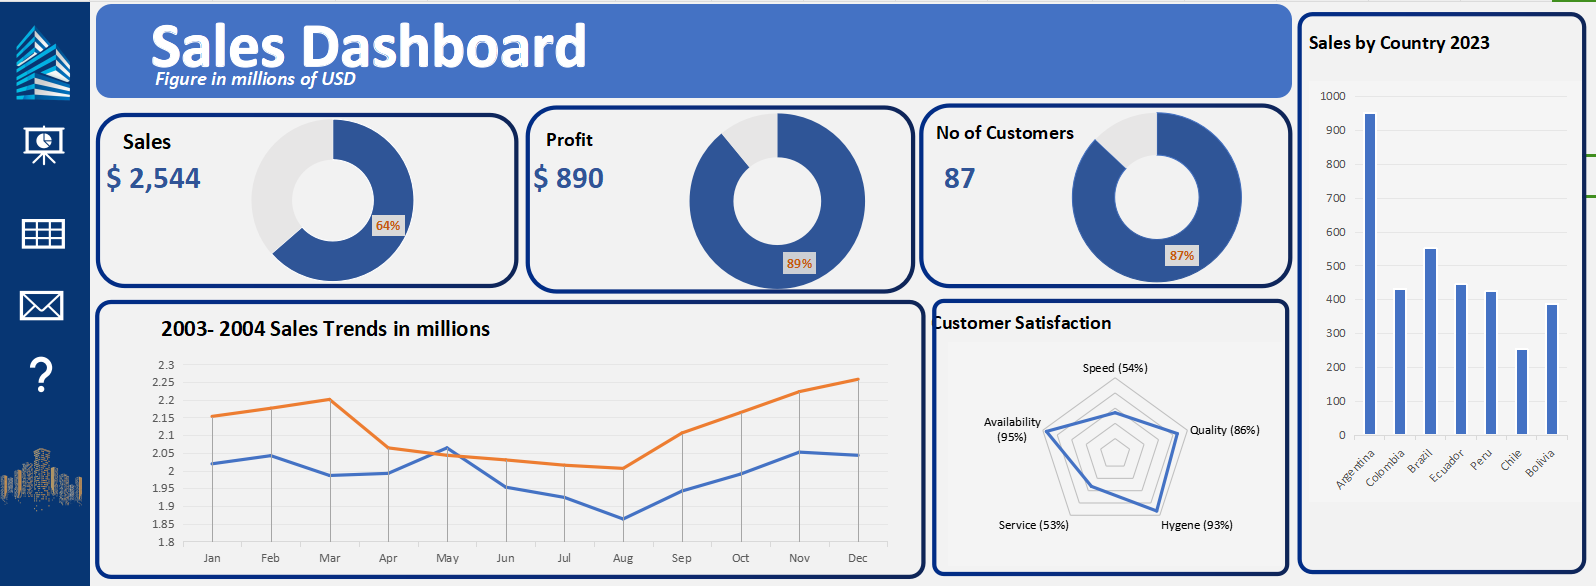 Sales Dashboard
Figure in millions of USD
Sales
$ 2,544
64%
Profit
$ 890
89%
No of Customers
87
87%
2003- 2004 Sales Trends in millions
2.3
2.25
2.2
2.15
2.1
2.05
2
1.95
1.9
1.85
1.8
Jan Feb Mar Apr May Jun Jul Aug Sep Oct Nov Dec
Customer Satisfaction
Speed (54%)
Availability
(95%)
Quality (86%)
Service (53%)
Hygene (93%)
Sales by Country 2023
1000
900
800
700
600
500
400
300
200
100
0
Argentina Colombia Brazil Ecuador Peru Chile Bolivia